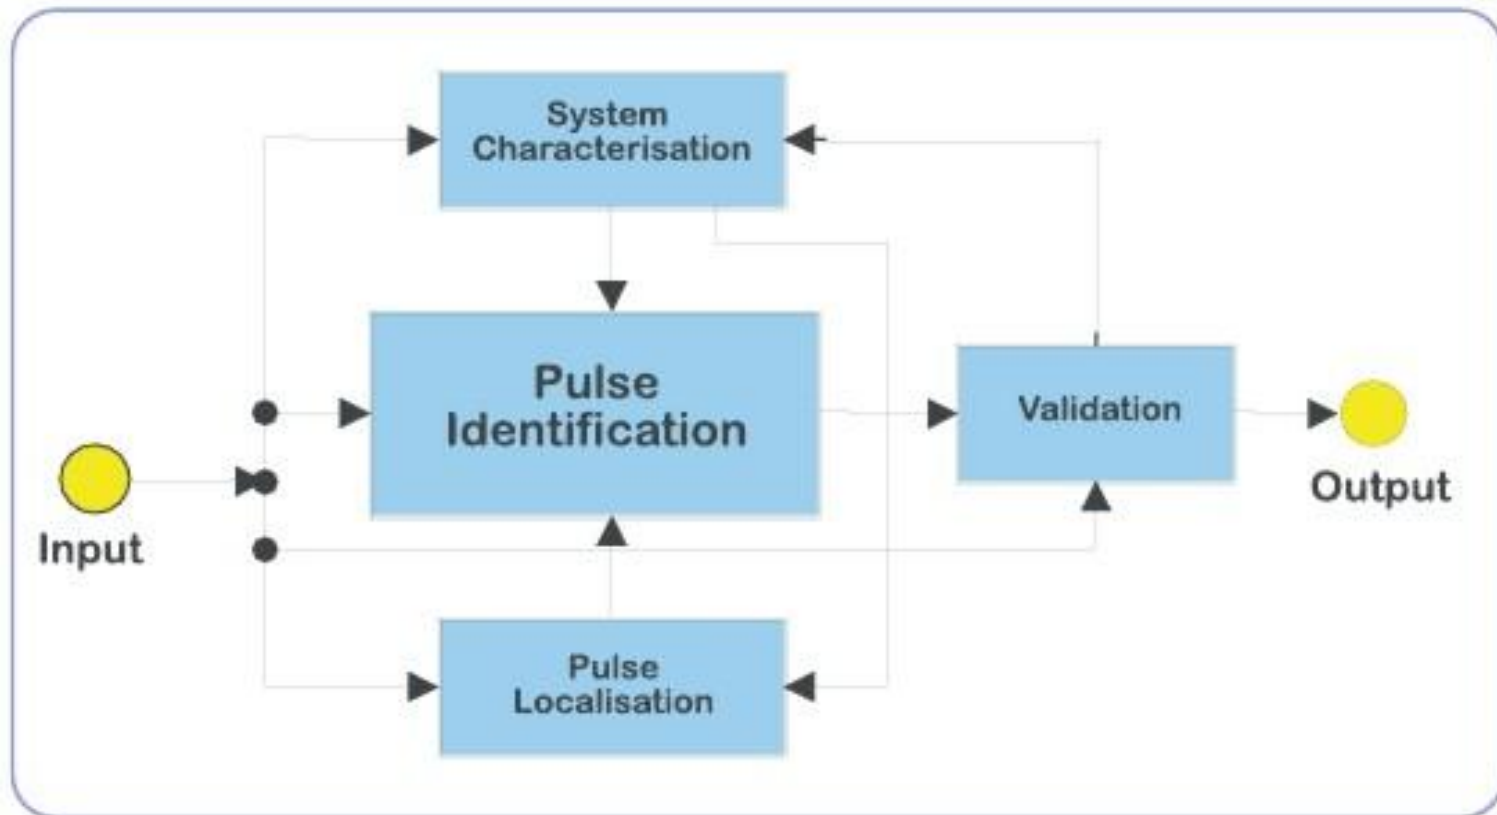 System
Characterisation
Pulse
Identification
Validation
Input
Output
Pulse
Localisation